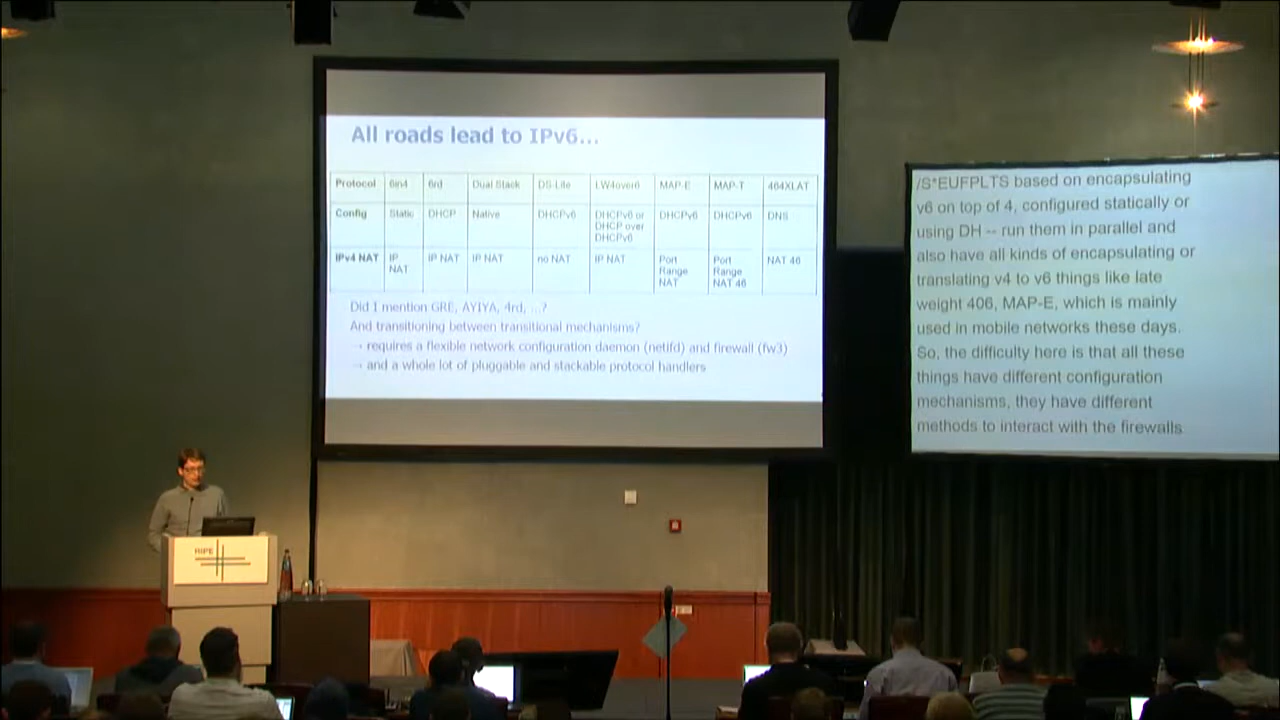 All roads lead to IPv6...
Protocol 6in4 6rd Dual Stack DS-Lite LW4over6 MAP-E MAP-T 464XLAT
Config Static DHCP Native DHCPv6 DHCPv6 or DHCP over DHCPv6 DHCPv6 DHCPv6 DNS
IPv4 NAT IP NAT IP NAT IP NAT no NAT IP NAT Port Range NAT Port Range NAT 46 NAT 46
Did I mention GRE, AYIYA, 4rd, ...?
And transitioning between transitional mechanisms?
→ requires a flexible network configuration daemon (netifd) and firewall (fw3)
→ and a whole lot of pluggable and stackable protocol handlers
/S*EUFPLTS based on encapsulating
v6 on top of 4, configured statically or
using DH -- run them in parallel and
also have all kinds of encapsulating or
translating v4 to v6 things like late
weight 406, MAP-E, which is mainly
used in mobile networks these days.
So, the difficulty here is that all these
things have different configuration
mechanisms, they have different
methods to interact with the firewalls
RIPE